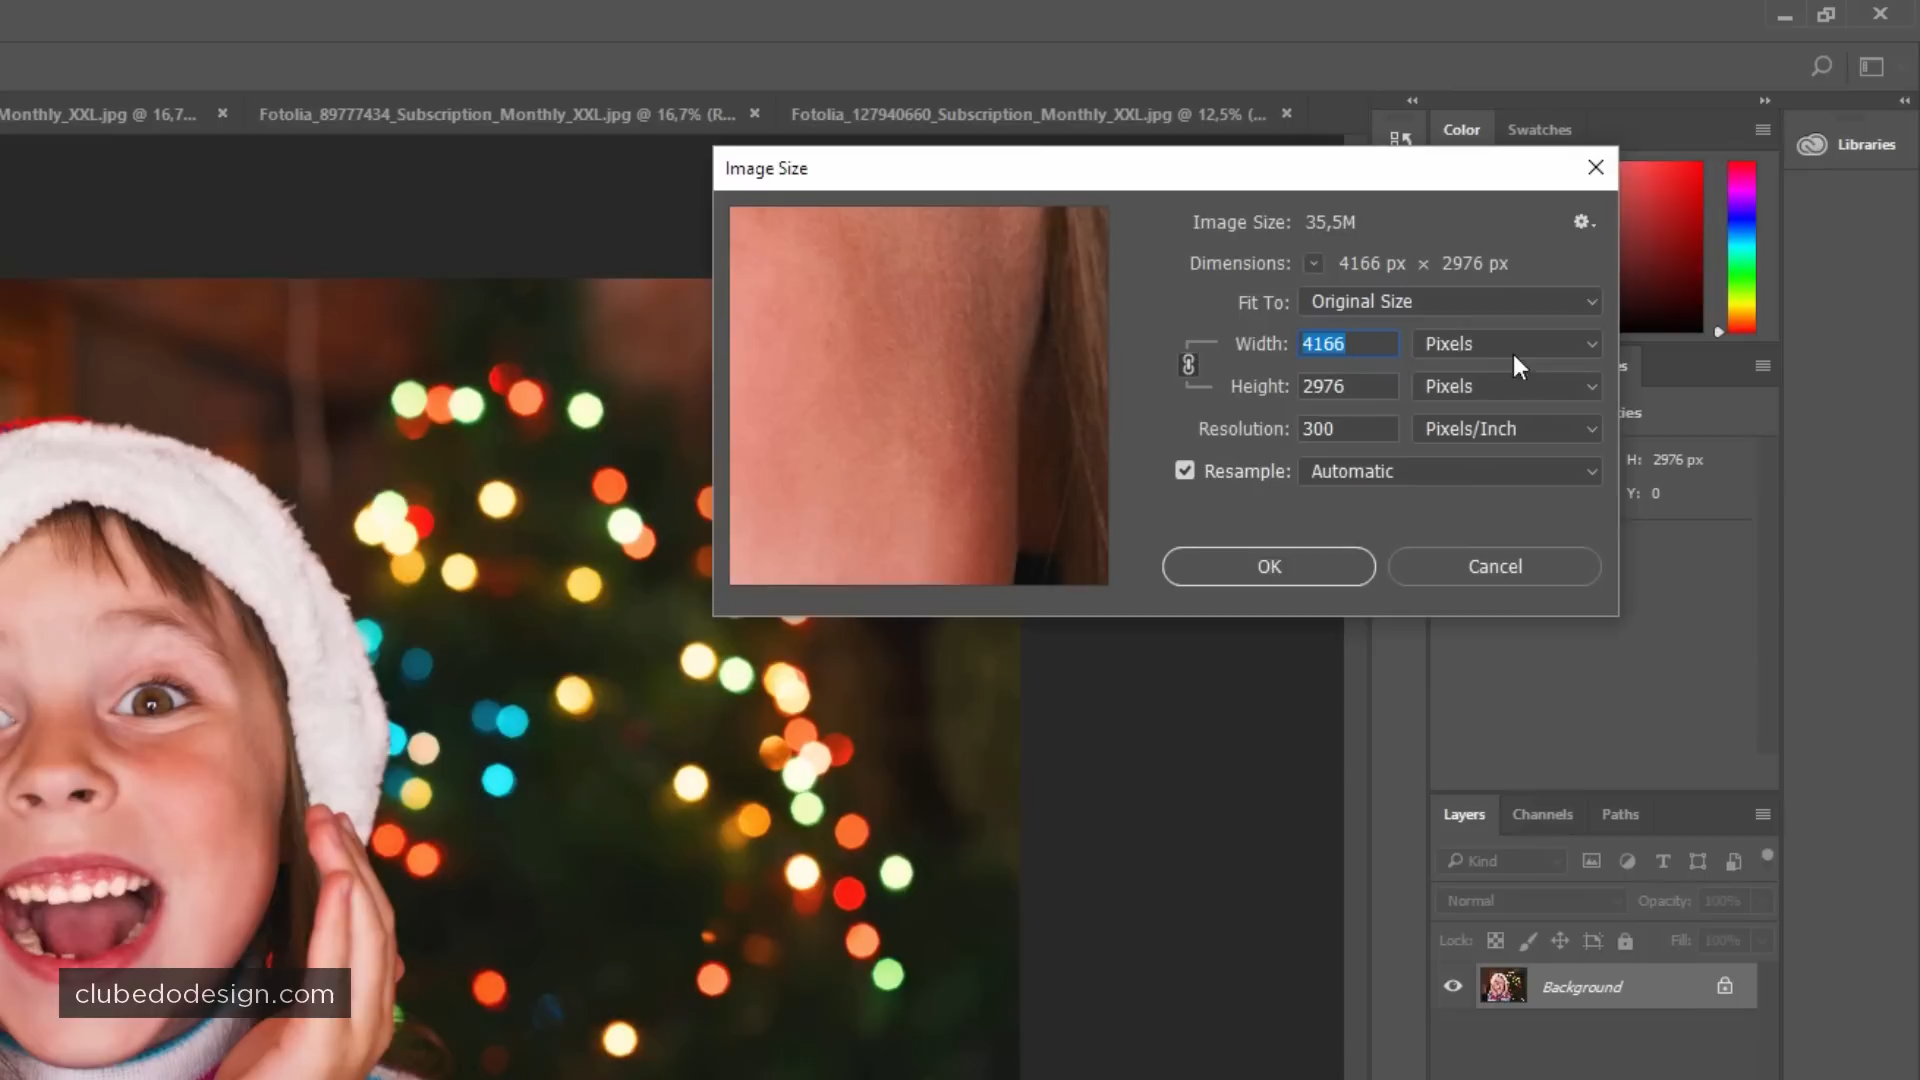 Monthly_XXL.jpg @ 16,7...
Fotolia_89777434_Subscription_Monthly_XXL.jpg @ 16,7% (R...
Fotolia_127940660_Subscription_Monthly_XXL.jpg @ 12,5% (...
Color
Swatches
Libraries
Image Size
Image Size: 35,5M
Dimensions: 4166 px × 2976 px
Fit To: Original Size
Width: 4166 Pixels
Height: 2976 Pixels
Resolution: 300 Pixels/Inch
Resample: Automatic
OK
Cancel
H: 2976 px
Y: 0
Layers
Channels
Paths
Kind
Normal
Opacity: 100%
Lock:
Fill: 100%
Background
clubedodesign.com